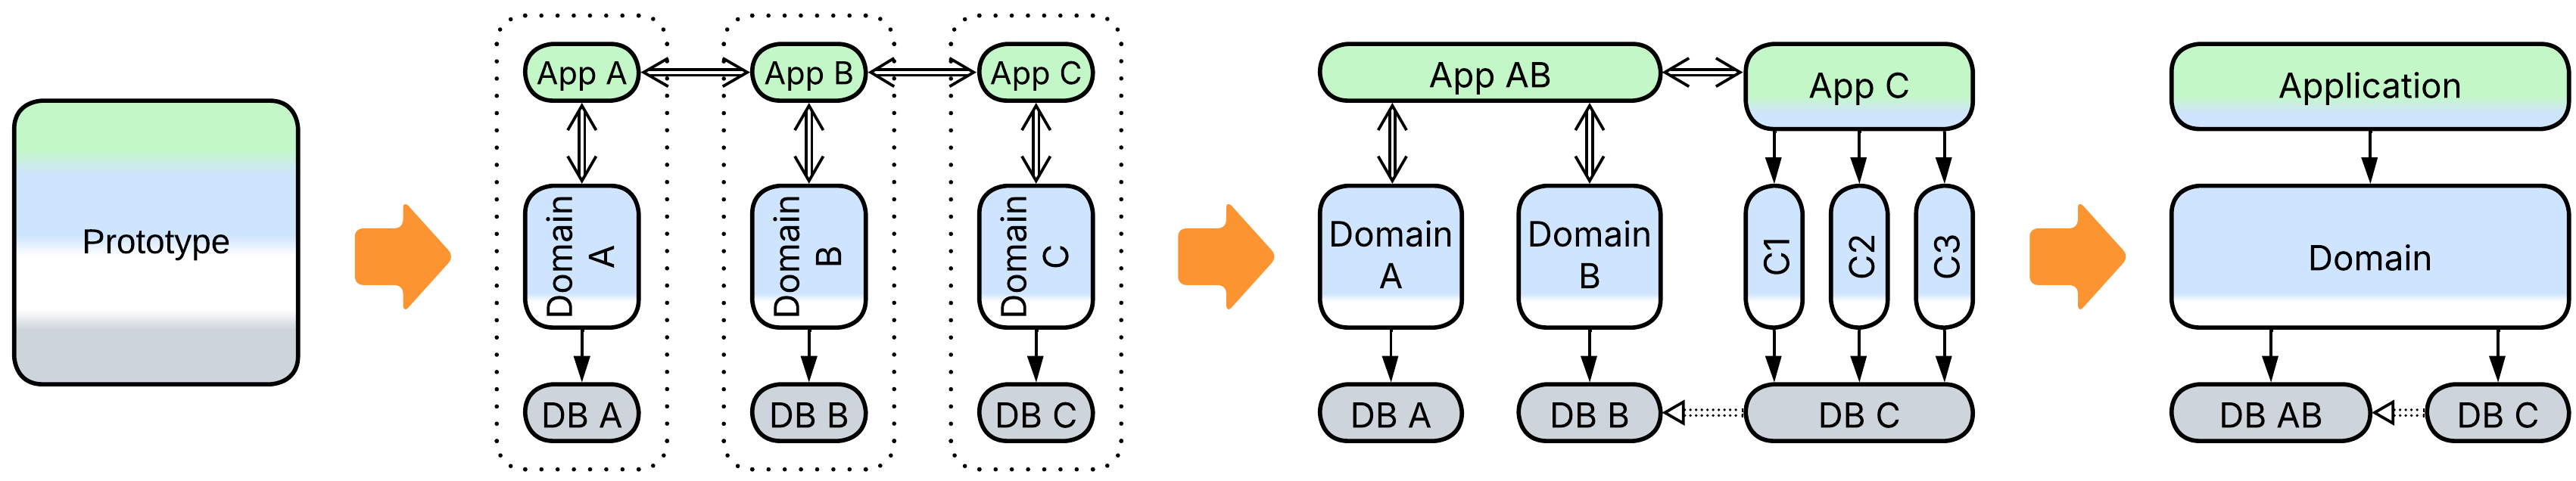 Prototype
App A
App B
App C
Domain
A
Domain
B
Domain
C
DB A
DB B
DB C
App AB
App C
Domain
A
Domain
B
C1
C2
C3
DB A
DB B
DB C
Application
Domain
DB AB
DB C